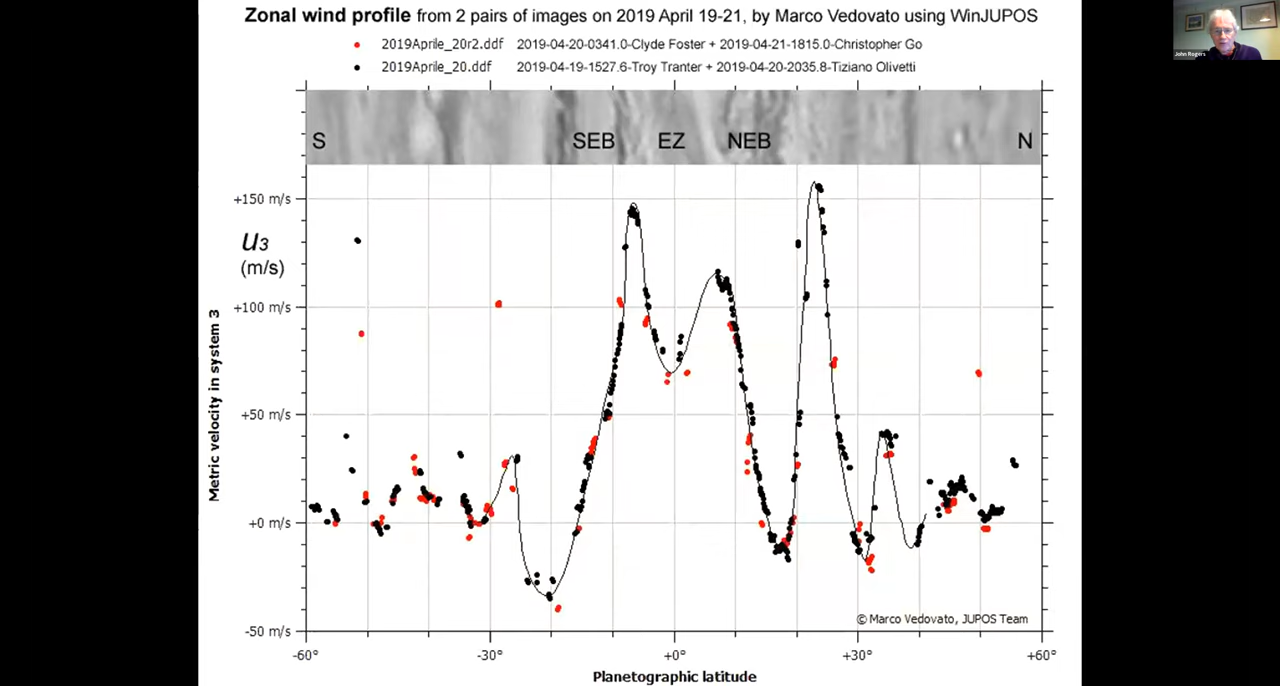 Zonal wind profile from 2 pairs of images on 2019 April 19-21, by Marco Vedovato using WinJUPOS
2019Aprile_20r2.ddf 2019-04-20-0341.0-Clyde Foster + 2019-04-21-1815.0-Christopher Go
2019Aprile_20.ddf 2019-04-19-1527.6-Troy Tranter + 2019-04-20-2035.8-Tiziano Olivetti
John Rogers
S SEB EZ NEB N
+150 m/s
u3
(m/s)
+100 m/s
+50 m/s
+0 m/s
-50 m/s
Metric velocity in system 3
© Marco Vedovato, JUPOS Team
-60° -30° +0° +30° +60°
Planetographic latitude